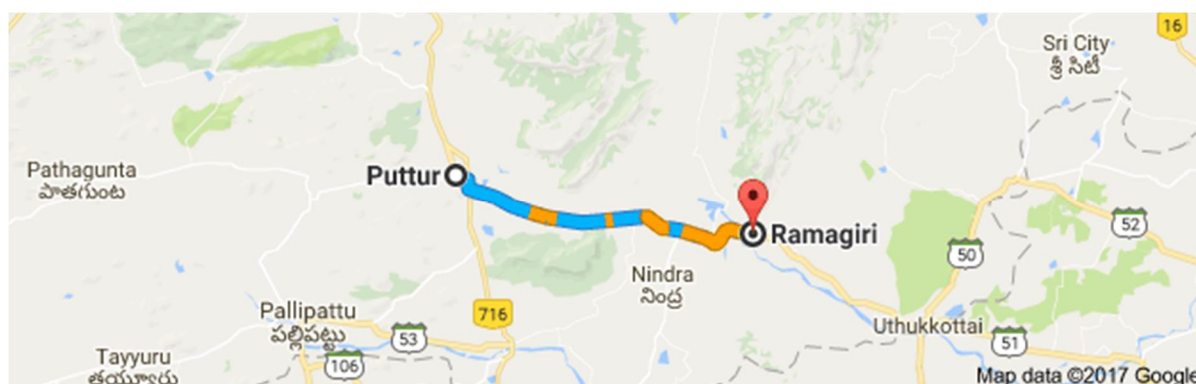 16
Sri City
శ్రీ సిటీ
Pathagunta
పాతగుంట
Puttur
Ramagiri
52
50
Nindra
నింద్ర
Pallipattu
పల్లిపట్టు
716
53
Uthukkottai
51
106
Tayyuru
తయ్యూరు
Map data ©2017 Google